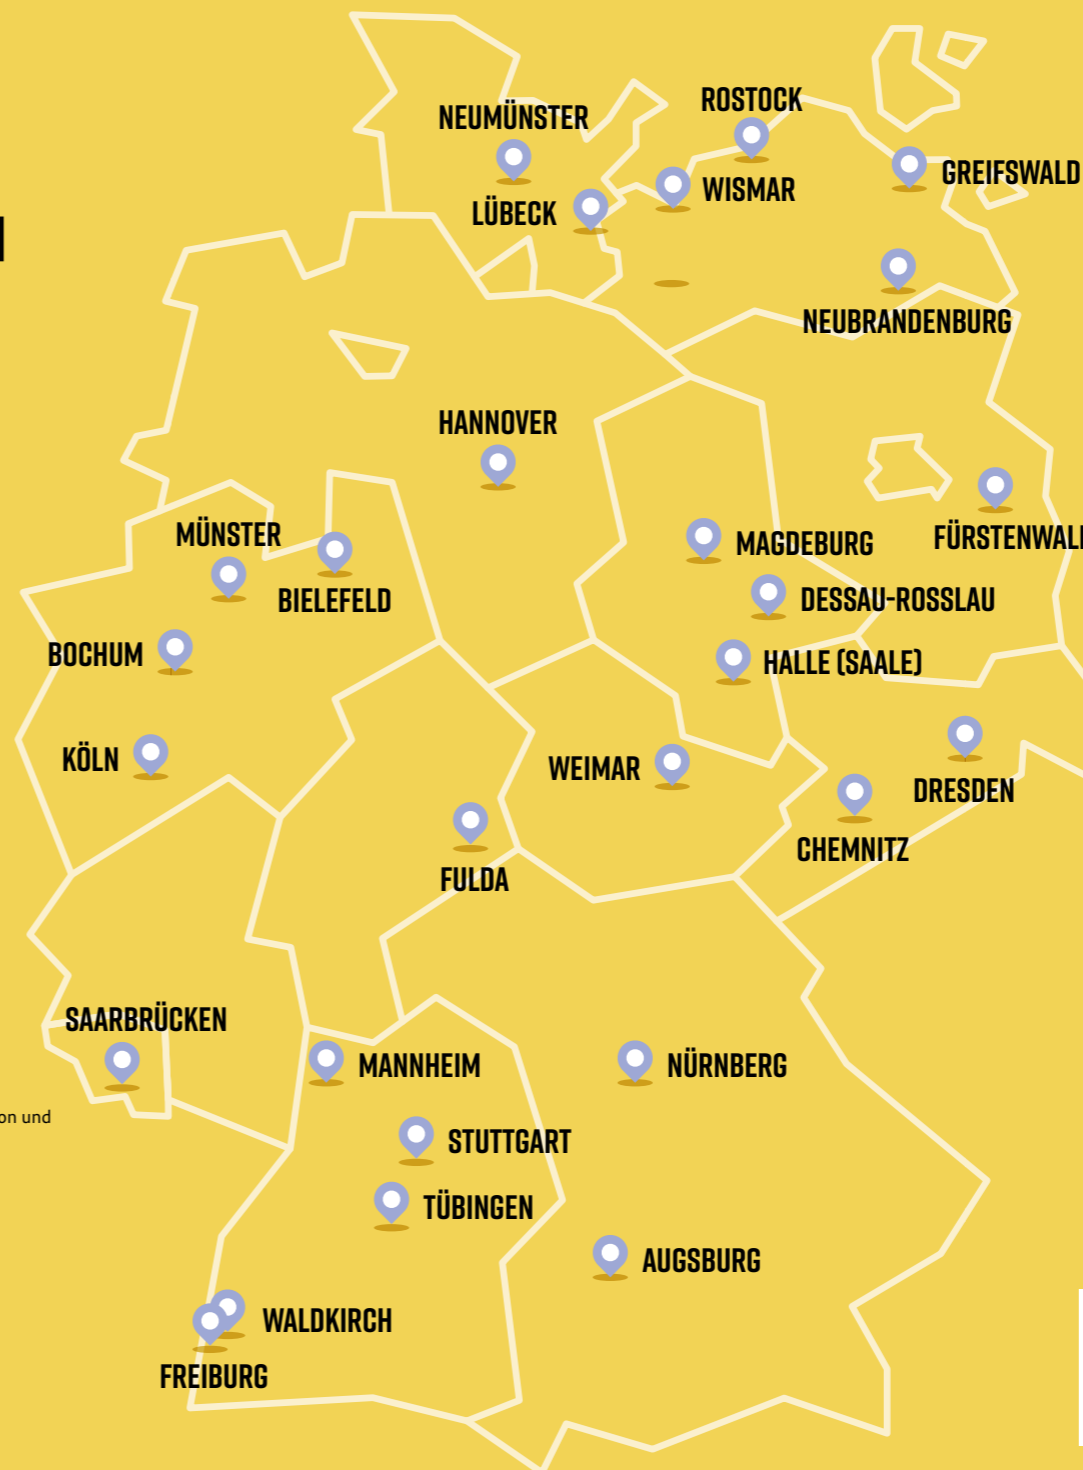 ROSTOCK
NEUMÜNSTER
GREIFSWALD
WISMAR
LÜBECK
NEUBRANDENBURG
HANNOVER
MÜNSTER
FÜRSTENWAL
MAGDEBURG
BIELEFELD
DESSAU-ROSSLAU
BOCHUM
HALLE (SAALE)
KÖLN
WEIMAR
DRESDEN
CHEMNITZ
FULDA
SAARBRÜCKEN
MANNHEIM
NÜRNBERG
on und
STUTTGART
TÜBINGEN
AUGSBURG
WALDKIRCH
FREIBURG